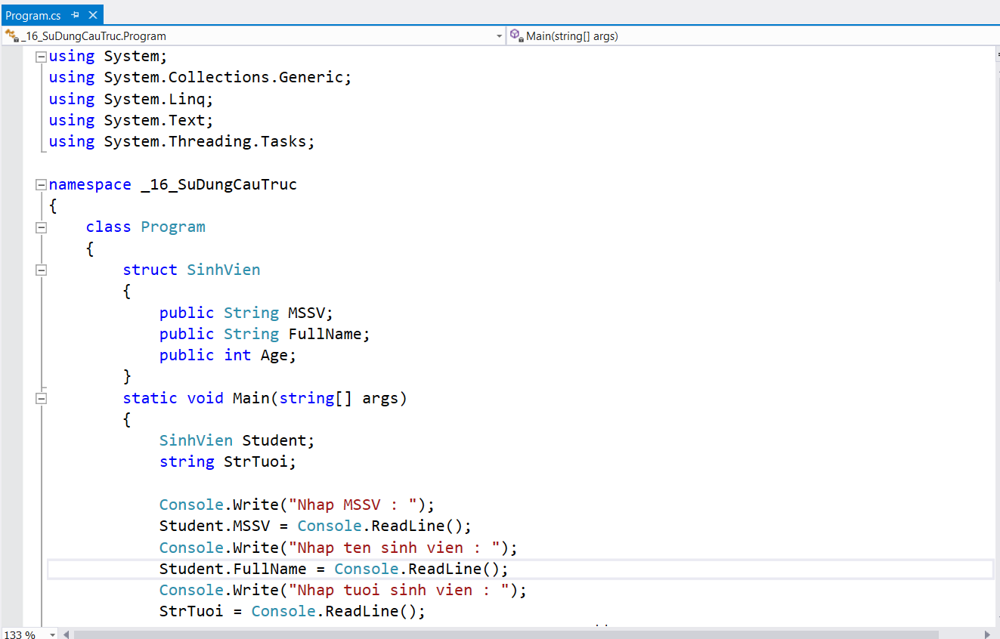 Program.cs
_16_SuDungCauTruc.Program
Main(string[] args)
using System;
using System.Collections.Generic;
using System.Linq;
using System.Text;
using System.Threading.Tasks;
namespace _16_SuDungCauTruc
{
class Program
{
struct SinhVien
{
public String MSSV;
public String FullName;
public int Age;
}
static void Main(string[] args)
{
SinhVien Student;
string StrTuoi;
Console.Write("Nhap MSSV : ");
Student.MSSV = Console.ReadLine();
Console.Write("Nhap ten sinh vien : ");
Student.FullName = Console.ReadLine();
Console.Write("Nhap tuoi sinh vien : ");
StrTuoi = Console.ReadLine();
133 %